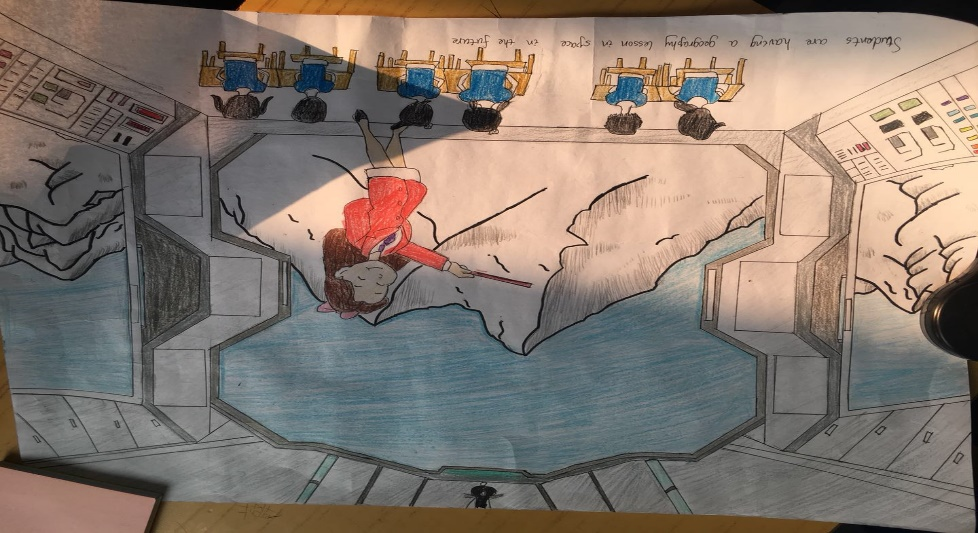 Students are having a geography lesson in space in the future